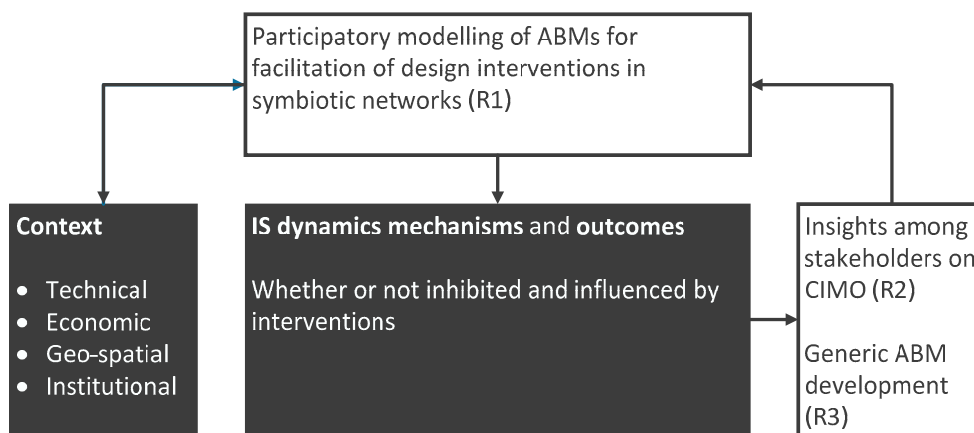 Participatory modelling of ABMs for
facilitation of design interventions in
symbiotic networks (R1)
Context
• Technical
• Economic
• Geo-spatial
• Institutional
IS dynamics mechanisms and outcomes
Whether or not inhibited and influenced by
interventions
Insights among
stakeholders on
CIMO (R2)
Generic ABM
development
(R3)